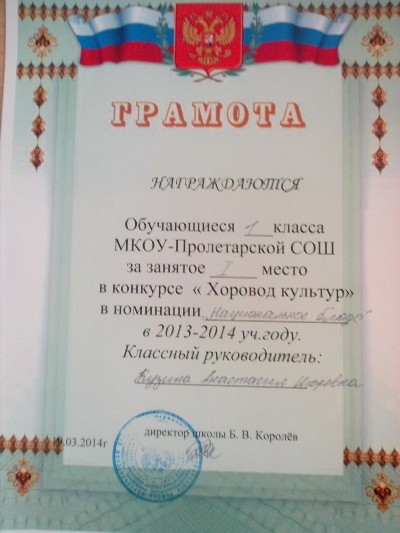 ГРАМОТА
НАГРАЖДАЮТСЯ
Обучающиеся 1 класса
МКОУ-Пролетарской СОШ
за занятое I место
в конкурсе « Хоровод культур»
в номинации „Национальное блюдо"
в 2013-2014 уч.году.
Классный руководитель:
Анастасия Игоревна
директор школы Б. В. Королёв
.03.2014г